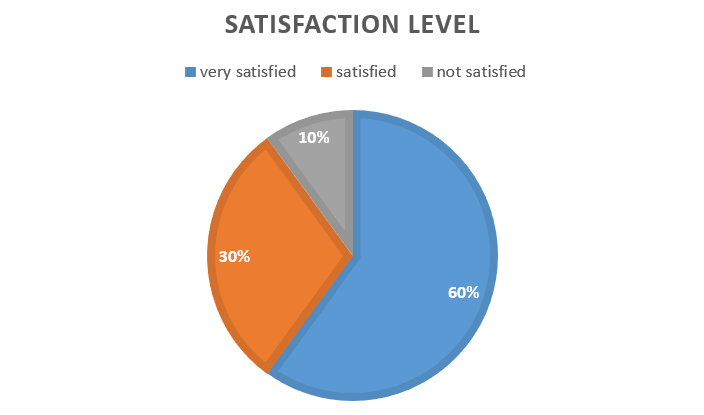 SATISFACTION LEVEL
very satisfied satisfied not satisfied
10%
30%
60%